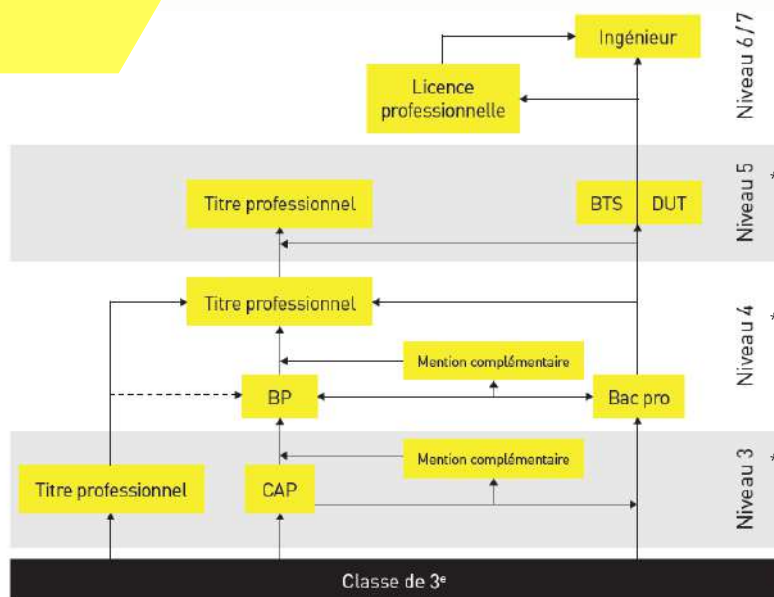 Ingénieur
Licence
professionnelle
Niveau 6/7
Titre professionnel
BTS
DUT
Niveau 5
*
Titre professionnel
Mention complémentaire
BP
Bac pro
Niveau 4
*
Titre professionnel
CAP
Mention complémentaire
Niveau 3
*
Classe de 3ᵉ